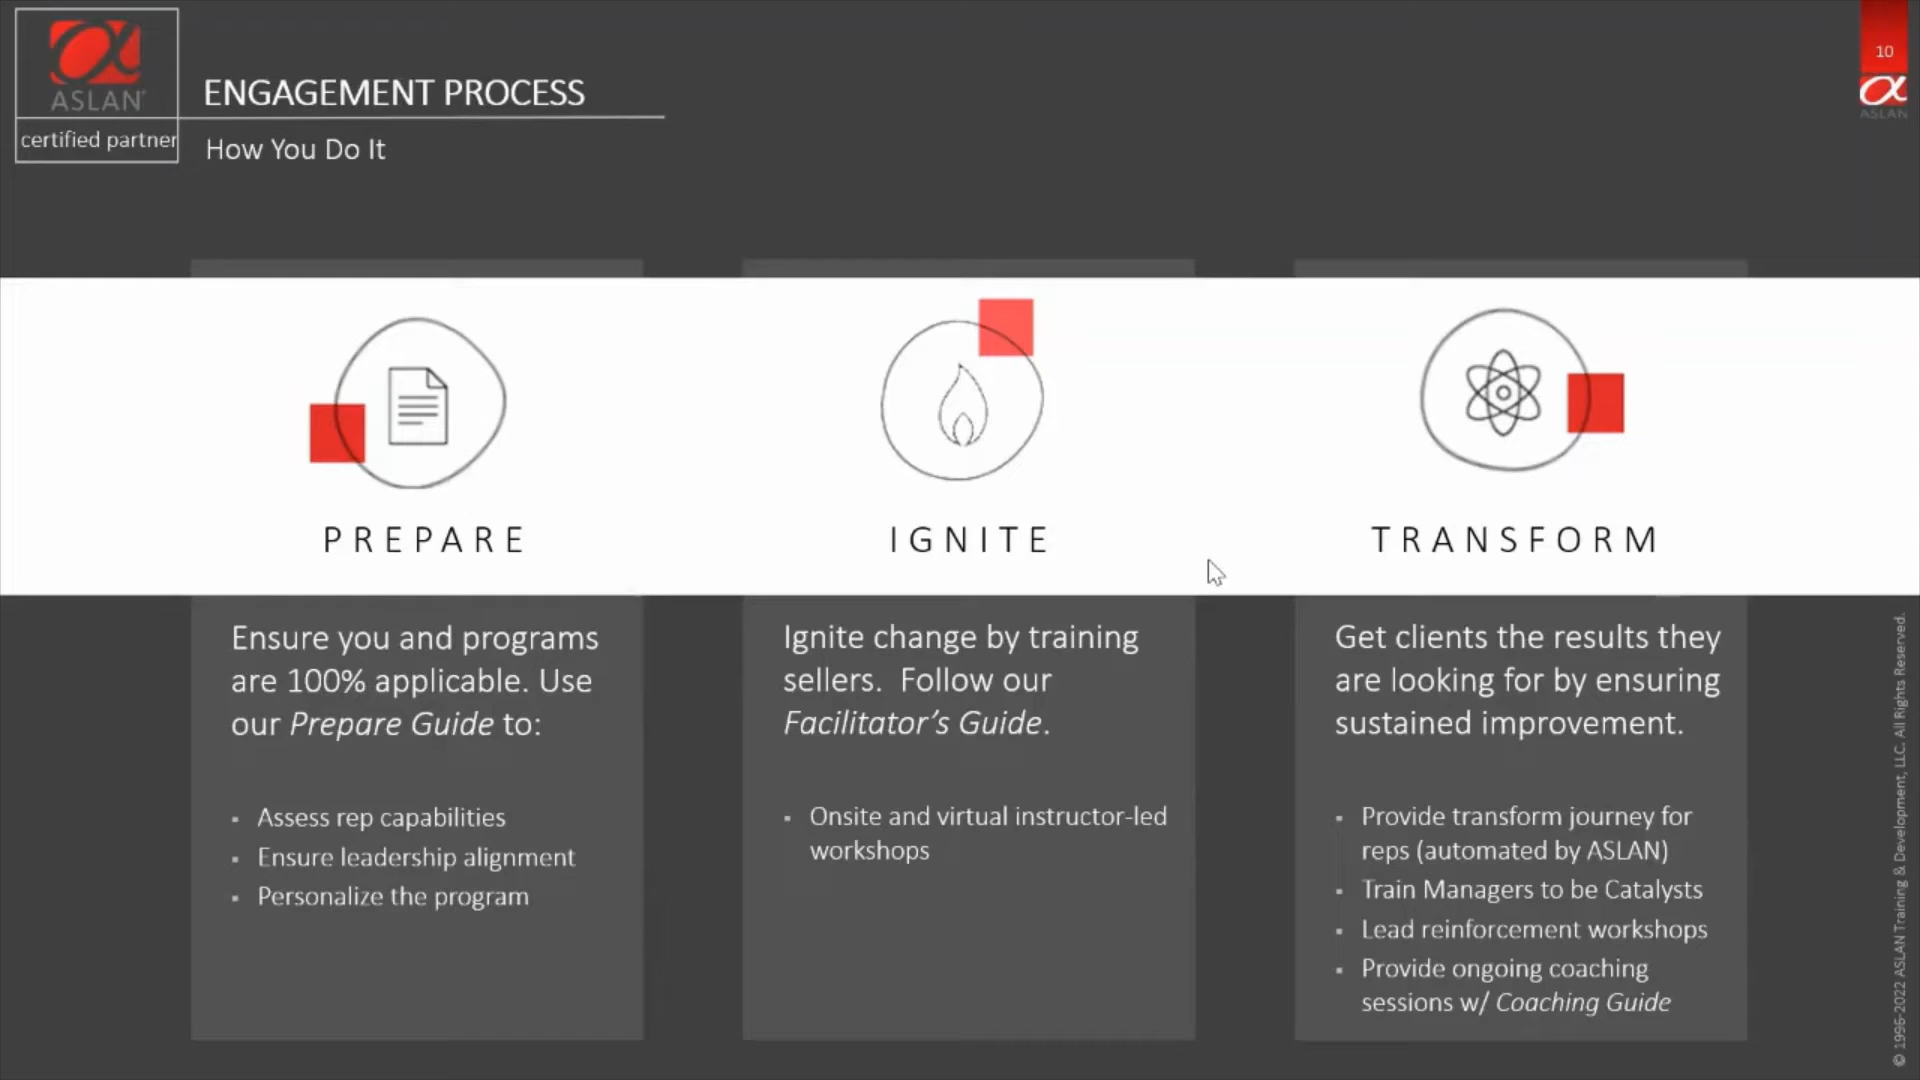 ASLAN
certified partner
ENGAGEMENT PROCESS
How You Do It
10
ASLAN
PREPARE
IGNITE
TRANSFORM
Ensure you and programs
are 100% applicable. Use
our Prepare Guide to:
▪ Assess rep capabilities
▪ Ensure leadership alignment
▪ Personalize the program
Ignite change by training
sellers.  Follow our
Facilitator’s Guide.
▪ Onsite and virtual instructor-led
workshops
Get clients the results they
are looking for by ensuring
sustained improvement.
▪ Provide transform journey for
reps (automated by ASLAN)
▪ Train Managers to be Catalysts
▪ Lead reinforcement workshops
▪ Provide ongoing coaching
sessions w/ Coaching Guide
© 1996-2022 ASLAN Training & Development, LLC. All Rights Reserved.